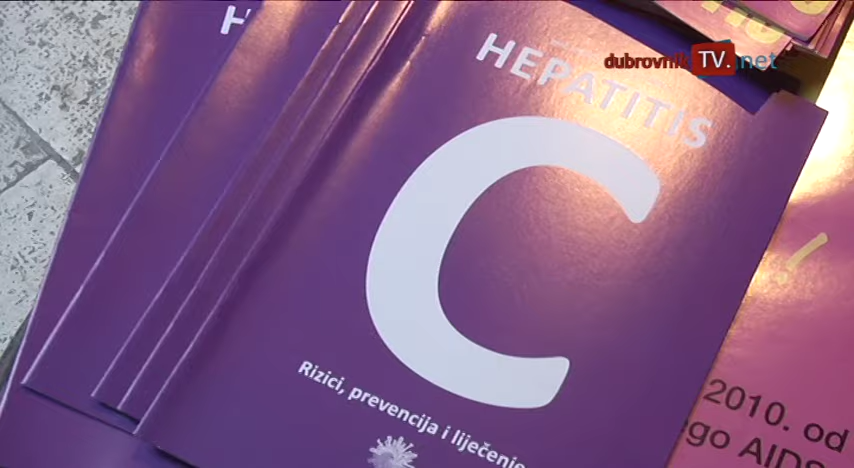 dubrovnikTV.net
HEPATITIS
C
Rizici, prevencija i liječenje
H
!
2010. od
AIDS